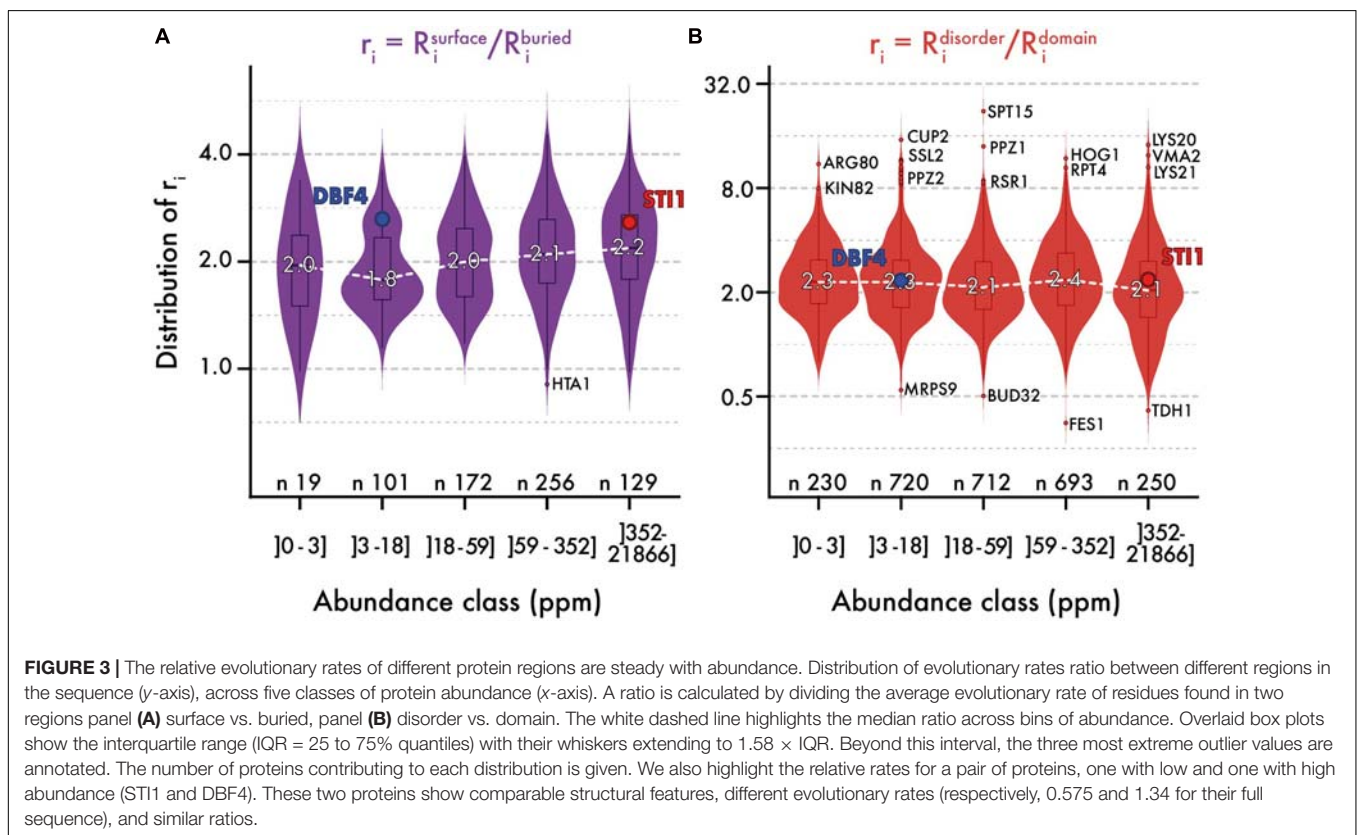 A
r_i = R_i^surface/R_i^buried
Distribution of r_i
4.0
2.0
1.0
DBF4
STI1
2.0
1.8
2.0
2.1
2.2
HTA1
n 19 n 101 n 172 n 256 n 129
]0 - 3] ]3 -18] ]18 -59] ]59 - 352] ]352-
21866]
Abundance class (ppm)
B
r_i = R_i^disorder/R_i^domain
32.0
8.0
2.0
0.5
ARG80
KIN82
CUP2
SSL2
PPZ2
SPT15
PPZ1
RSR1
HOG1
RPT4
LYS20
VMA2
LYS21
DBF4
STI1
2.3
2.3
2.1
2.4
2.1
MRPS9
BUD32
FES1
TDH1
n 230 n 720 n 712 n 693 n 250
]0 - 3] ]3 -18] ]18 -59] ]59 - 352] ]352-
21866]
Abundance class (ppm)
FIGURE 3 | The relative evolutionary rates of different protein regions are steady with abundance. Distribution of evolutionary rates ratio between different regions in
the sequence (y-axis), across five classes of protein abundance (x-axis). A ratio is calculated by dividing the average evolutionary rate of residues found in two
regions panel (A) surface vs. buried, panel (B) disorder vs. domain. The white dashed line highlights the median ratio across bins of abundance. Overlaid box plots
show the interquartile range (IQR = 25 to 75% quantiles) with their whiskers extending to 1.58 × IQR. Beyond this interval, the three most extreme outlier values are
annotated. The number of proteins contributing to each distribution is given. We also highlight the relative rates for a pair of proteins, one with low and one with high
abundance (STI1 and DBF4). These two proteins show comparable structural features, different evolutionary rates (respectively, 0.575 and 1.34 for their full
sequence), and similar ratios.